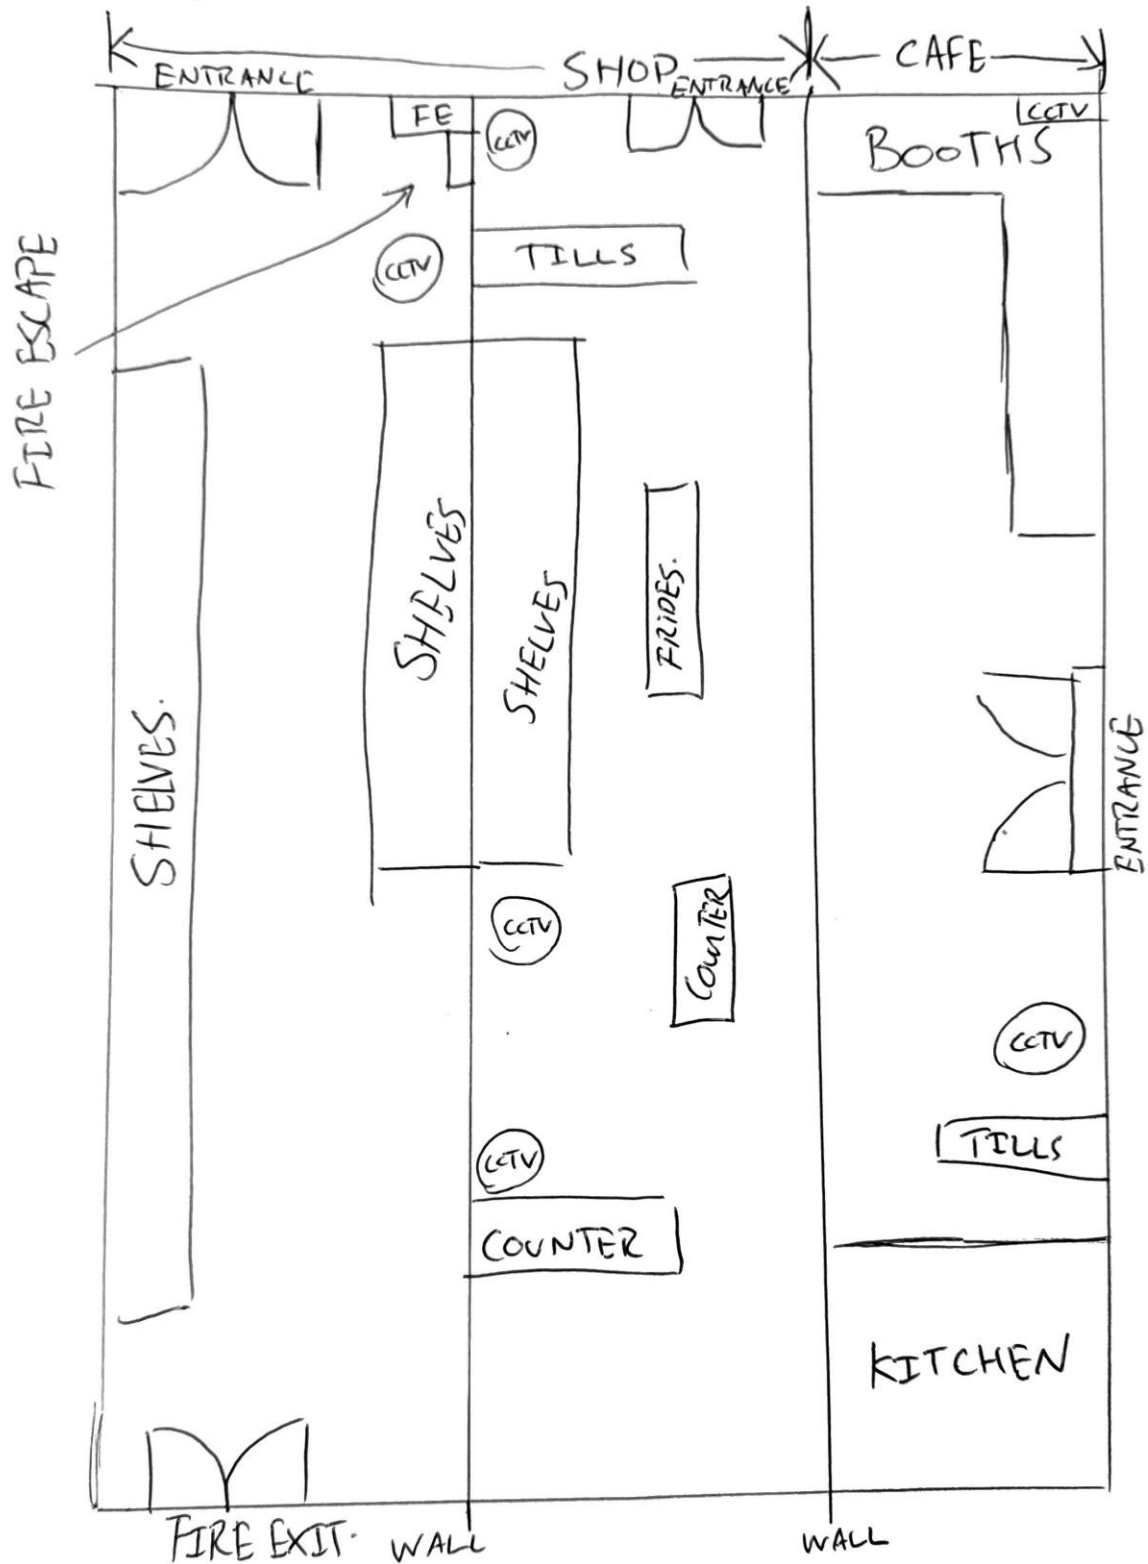 SHOP
CAFE
ENTRANCE
ENTRANCE
FE
CCTV
CCTV
BOOTHS
FIRE ESCAPE
CCTV
TILLS
SHELVES
SHELVES
FRIDES.
SHELVES.
ENTRANCE
CCTV
COUNTER
CCTV
CCTV
TILLS
COUNTER
KITCHEN
FIRE EXIT.
WALL
WALL